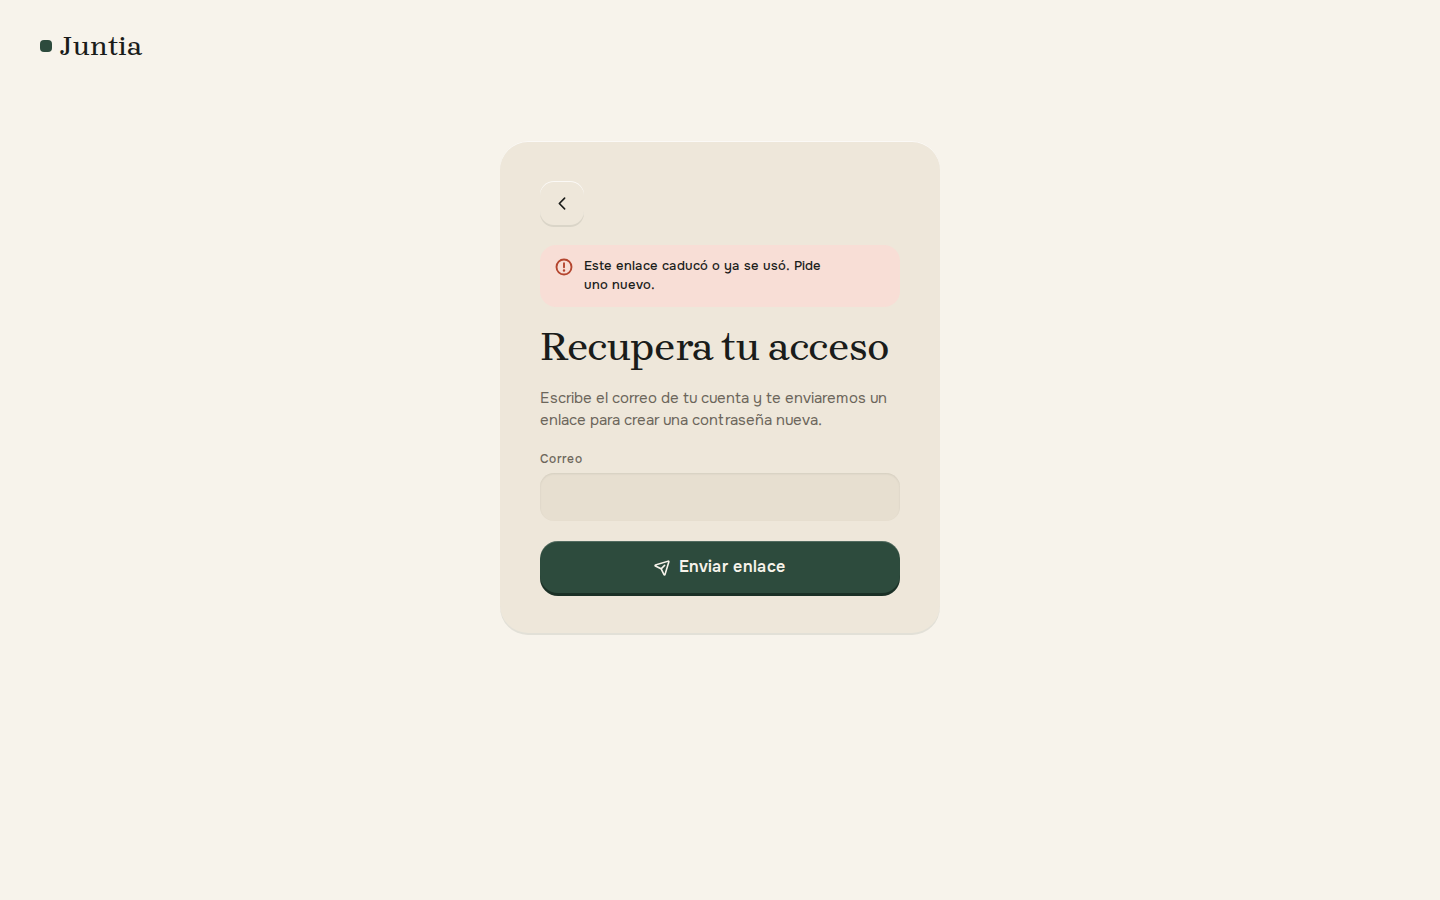 Juntia
Este enlace caducó o ya se usó. Pide
uno nuevo.
Recupera tu acceso
Escribe el correo de tu cuenta y te enviaremos un
enlace para crear una contraseña nueva.
Correo
Enviar enlace